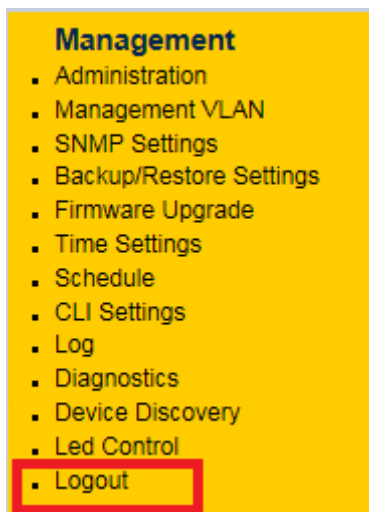 Management
Administration
Management VLAN
SNMP Settings
Backup/Restore Settings
Firmware Upgrade
Time Settings
Schedule
CLI Settings
Log
Diagnostics
Device Discovery
Led Control
Logout